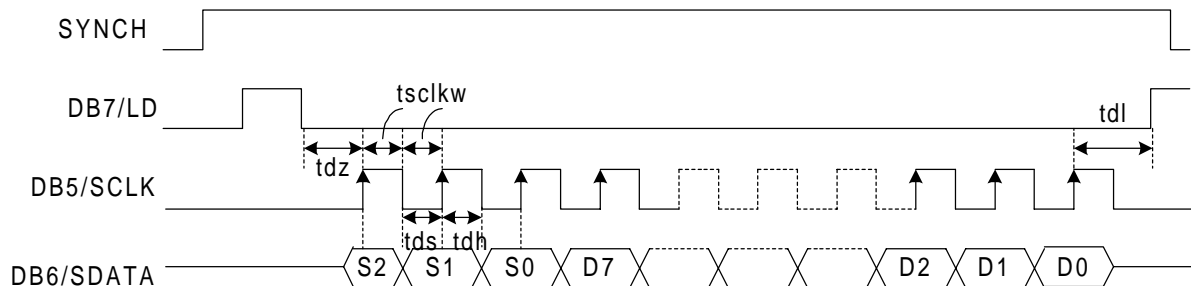 SYNCH
DB7/LD
tsclkw
tdl
tdz
DB5/SCLK
tds tdh
DB6/SDATA S2 S1 S0 D7 D2 D1 D0